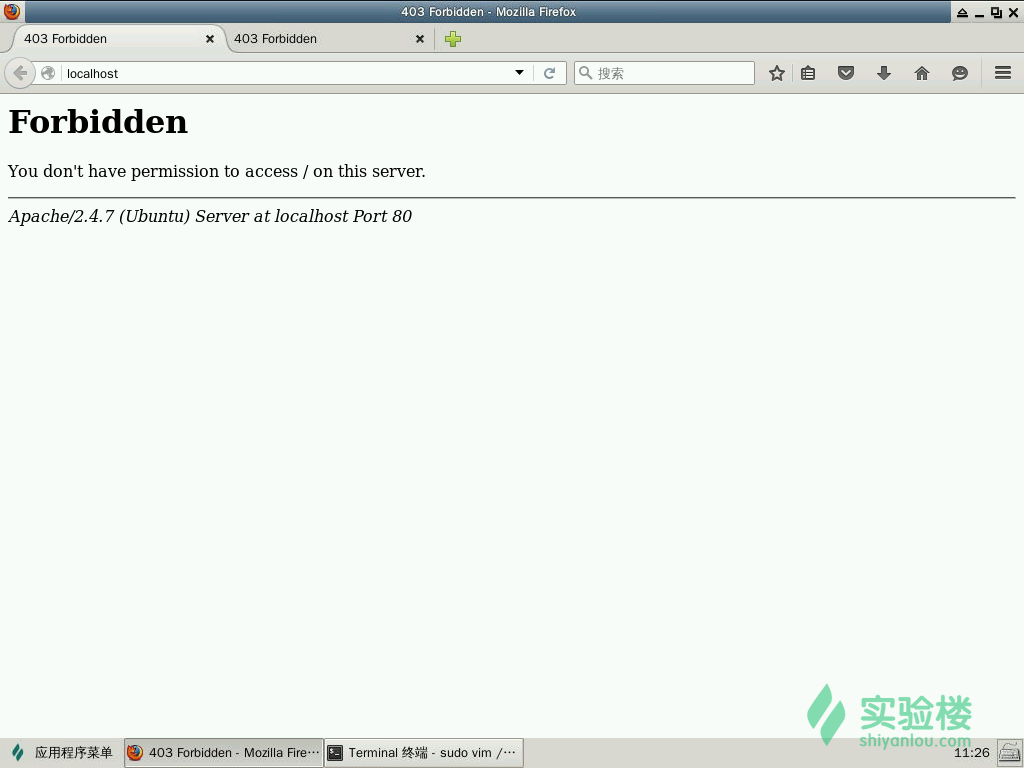 403 Forbidden - Mozilla Firefox
403 Forbidden
403 Forbidden
localhost
搜索
Forbidden
You don't have permission to access / on this server.
Apache/2.4.7 (Ubuntu) Server at localhost Port 80
实验楼
shiyanlou.com
应用程序菜单
403 Forbidden - Mozilla Fire···
Terminal 终端 - sudo vim /···
11:26